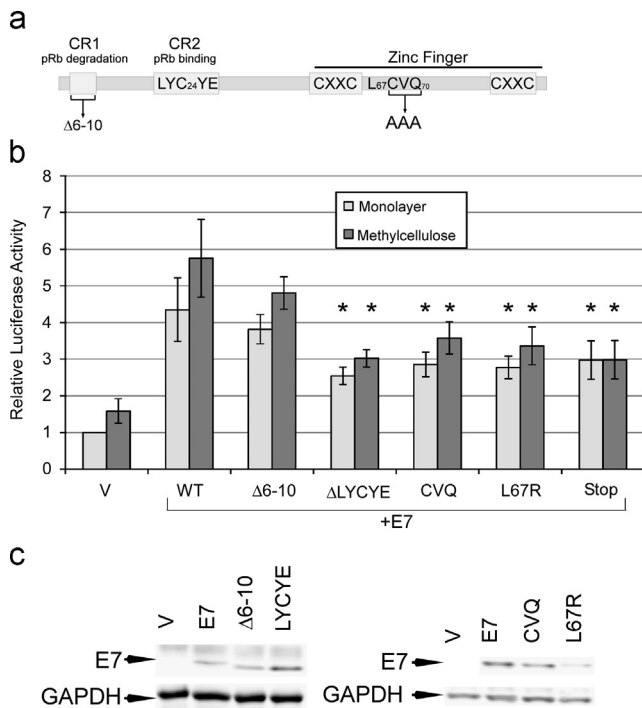 a
CR1 CR2 Zinc Finger
pRb degradation pRb binding
LYC24YE CXXC L67CVQ70 CXXC
Δ6-10 AAA
b
Relative Luciferase Activity
8
7
6
5
4
3
2
1
0
Monolayer
Methylcellulose
* * * * * * * *
V WT Δ6-10 ΔLYCYE CVQ L67R Stop
+E7
c
V E7 Δ6-10 LYCYE
E7
GAPDH
V E7 CVQ L67R
E7
GAPDH